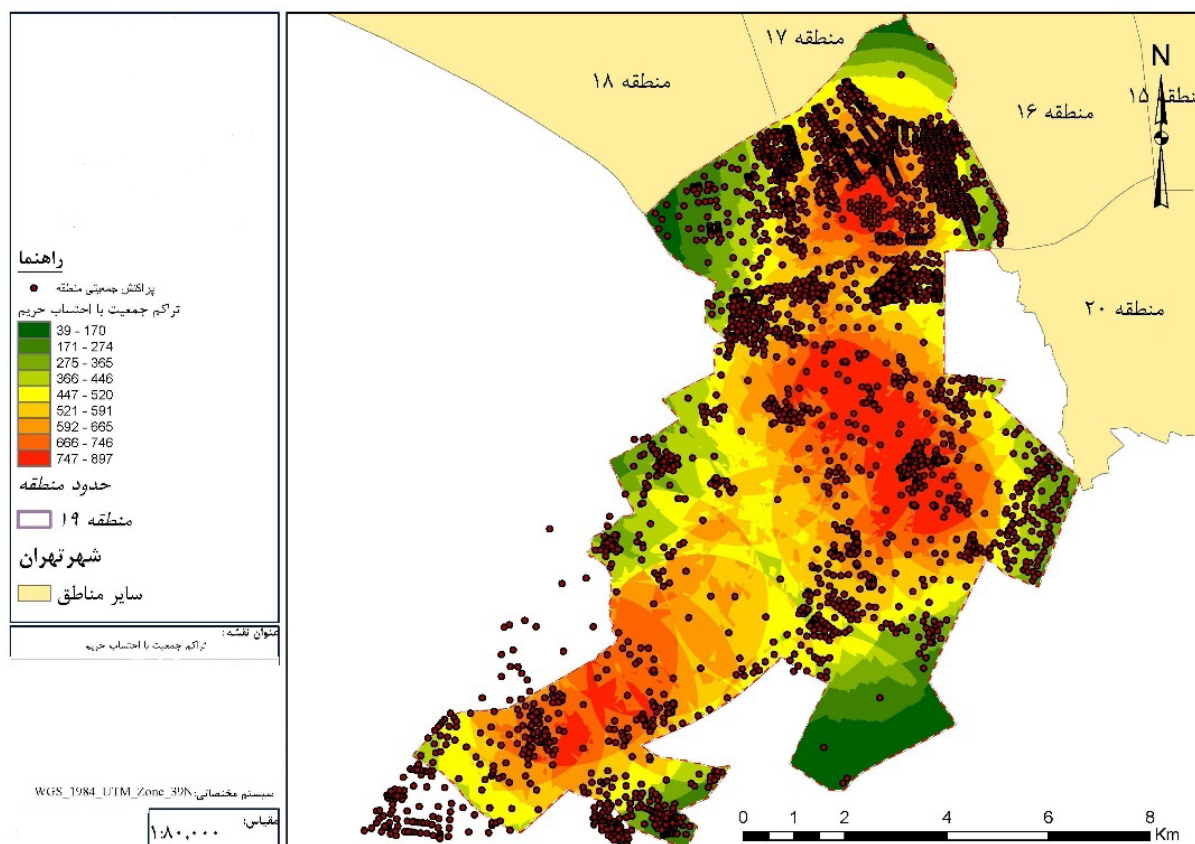 منطقه ۱۷
منطقه ۱۸
منطقه ۱۶
منطقه ۱۵
منطقه ۲۰
N
راهنما
پراکنش جمعیتی منطقه
تراکم جمعیت با احتساب حریم
39 - 170
171 - 274
275 - 365
366 - 446
447 - 520
521 - 591
592 - 665
666 - 746
747 - 897
حدود منطقه
منطقه ۱۹
شهر تهران
سایر مناطق
عنوان نقشه:
تراکم جمعیت با احتساب حریم
سیستم مختصاتی: WGS_1984_UTM_Zone_39N
مقیاس:
۱:۸۰,۰۰۰
0 1 2 4 6 8
Km